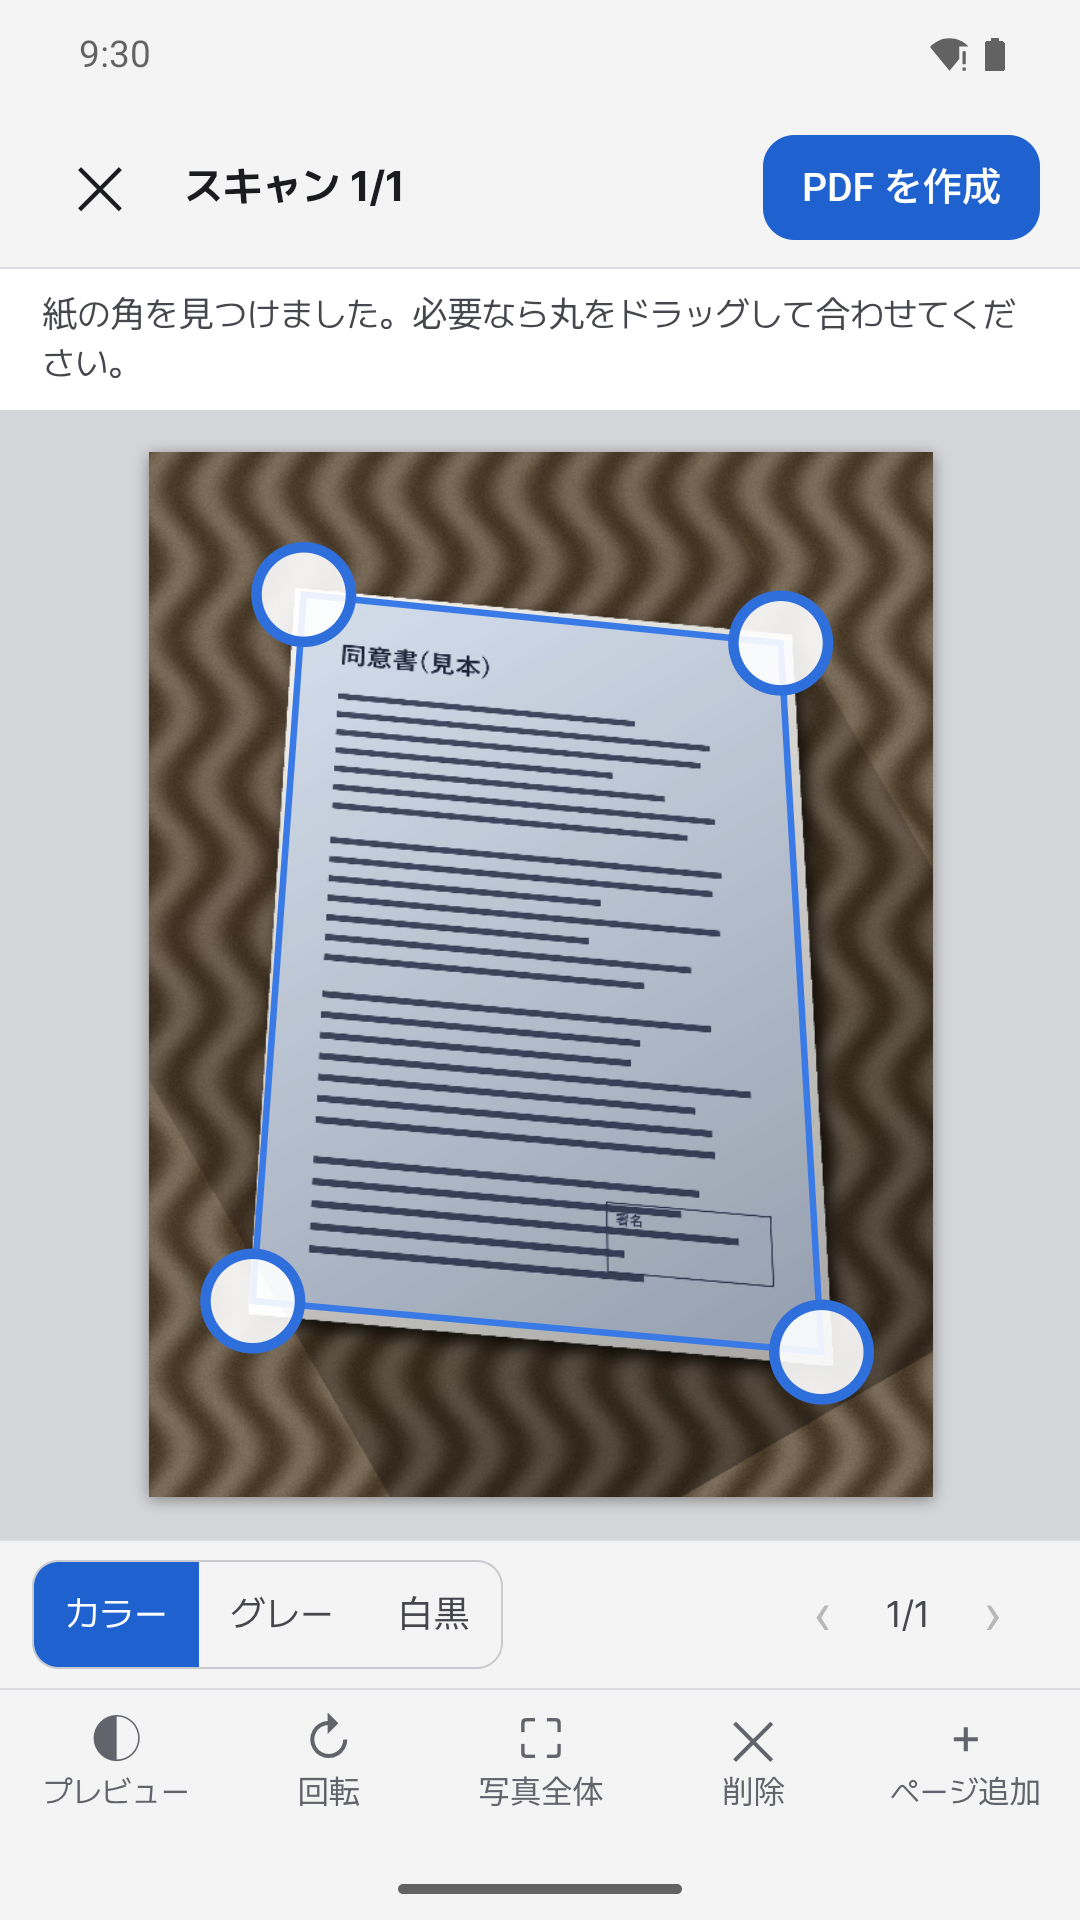 9:30
スキャン 1/1
PDF を作成
紙の角を見つけました。必要なら丸をドラッグして合わせてくだ
さい。
同意書(見本)
署名
カラー
グレー
白黒
‹ 1/1 ›
プレビュー
回転
写真全体
削除
ページ追加